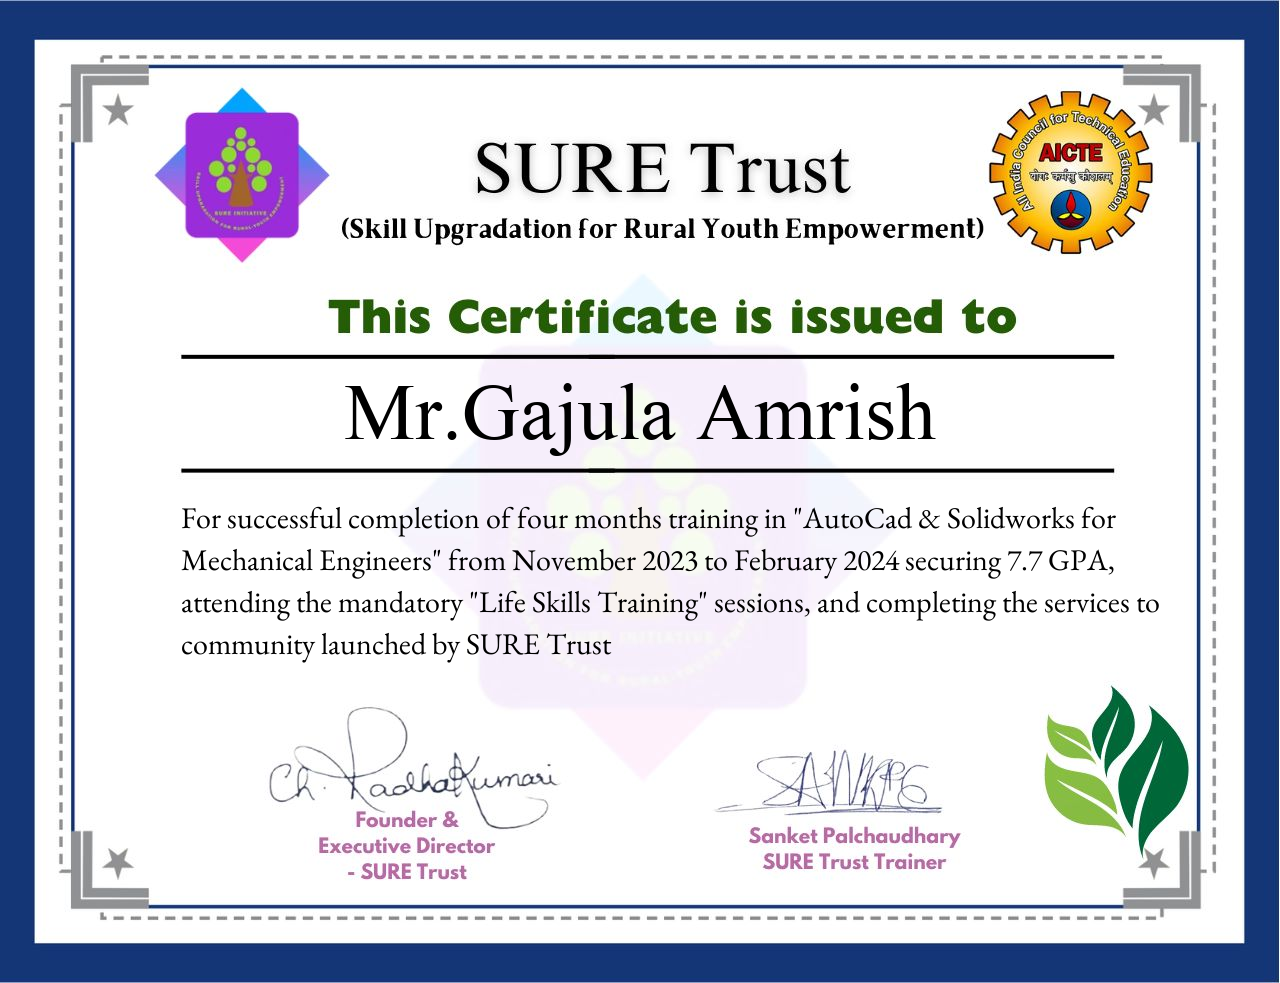 SURE Trust
(Skill Upgradation for Rural Youth Empowerment)
SURE INITIATIVE
SKILL UPGRADATION FOR RURAL YOUTH EMPOWERMENT
All India Council for Technical Education
AICTE
योगः कर्मसु कौशलम्
This Certificate is issued to
Mr.Gajula Amrish
For successful completion of four months training in "AutoCad & Solidworks for
Mechanical Engineers" from November 2023 to February 2024 securing 7.7 GPA,
attending the mandatory "Life Skills Training" sessions, and completing the services to
community launched by SURE Trust
Ch. RadhaKumari
Founder &
Executive Director
- SURE Trust
Sanket Palchaudhary
SURE Trust Trainer